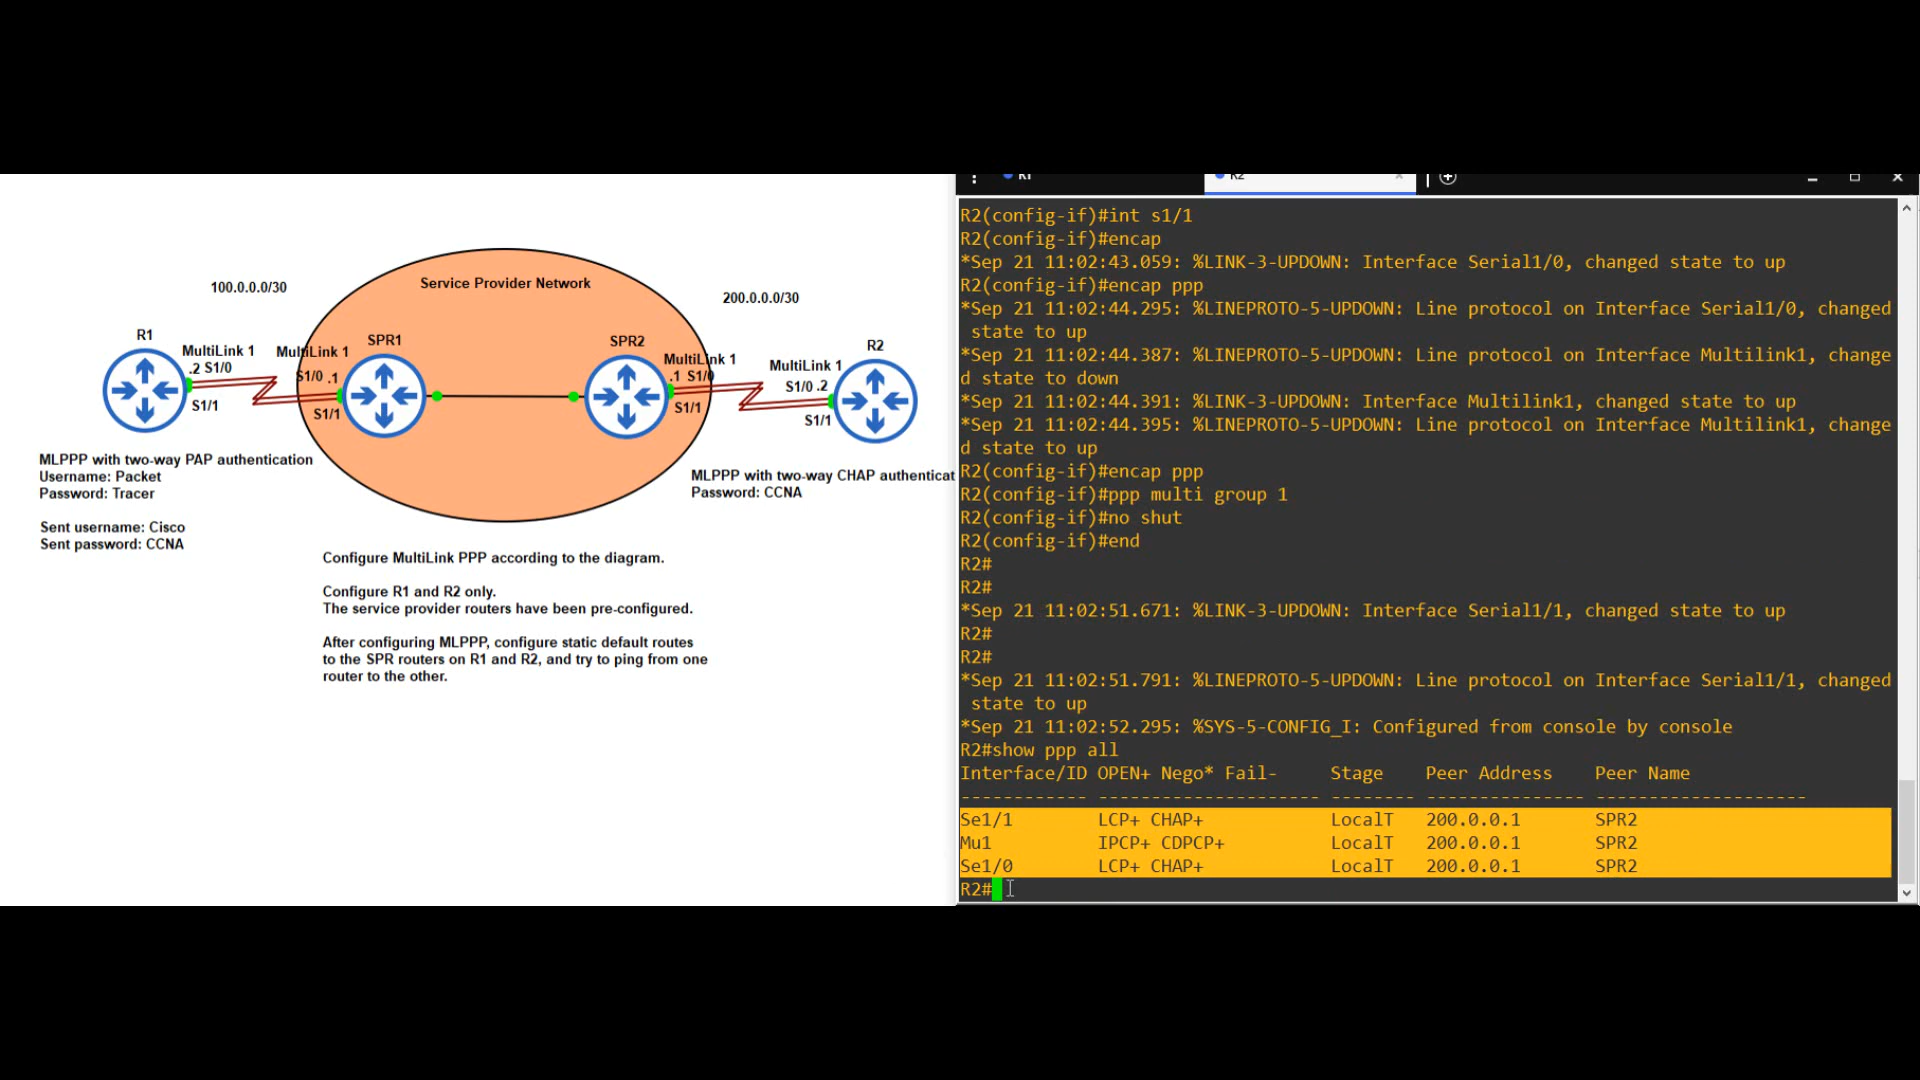 100.0.0.0/30
Service Provider Network
200.0.0.0/30
R1
SPR1
SPR2
R2
MultiLink 1
MultiLink 1
MultiLink 1
MultiLink 1
.2 S1/0
S1/0 .1
.1 S1/0
S1/0 .2
S1/1
S1/1
S1/1
S1/1
MLPPP with two-way PAP authentication
Username: Packet
Password: Tracer
Sent username: Cisco
Sent password: CCNA
MLPPP with two-way CHAP authenticat
Password: CCNA
Configure MultiLink PPP according to the diagram.
Configure R1 and R2 only.
The service provider routers have been pre-configured.
After configuring MLPPP, configure static default routes
to the SPR routers on R1 and R2, and try to ping from one
router to the other.
R1
R2
R2(config-if)#int s1/1
R2(config-if)#encap
*Sep 21 11:02:43.059: %LINK-3-UPDOWN: Interface Serial1/0, changed state to up
R2(config-if)#encap ppp
*Sep 21 11:02:44.295: %LINEPROTO-5-UPDOWN: Line protocol on Interface Serial1/0, changed
state to up
*Sep 21 11:02:44.387: %LINEPROTO-5-UPDOWN: Line protocol on Interface Multilink1, change
d state to down
*Sep 21 11:02:44.391: %LINK-3-UPDOWN: Interface Multilink1, changed state to up
*Sep 21 11:02:44.395: %LINEPROTO-5-UPDOWN: Line protocol on Interface Multilink1, change
d state to up
R2(config-if)#encap ppp
R2(config-if)#ppp multi group 1
R2(config-if)#no shut
R2(config-if)#end
R2#
R2#
*Sep 21 11:02:51.671: %LINK-3-UPDOWN: Interface Serial1/1, changed state to up
R2#
R2#
*Sep 21 11:02:51.791: %LINEPROTO-5-UPDOWN: Line protocol on Interface Serial1/1, changed
state to up
*Sep 21 11:02:52.295: %SYS-5-CONFIG_I: Configured from console by console
R2#show ppp all
Interface/ID OPEN+ Nego* Fail- Stage Peer Address Peer Name
------------ --------------------- -------- --------------- --------------------
Se1/1 LCP+ CHAP+ LocalT 200.0.0.1 SPR2
Mu1 IPCP+ CDPCP+ LocalT 200.0.0.1 SPR2
Se1/0 LCP+ CHAP+ LocalT 200.0.0.1 SPR2
R2#